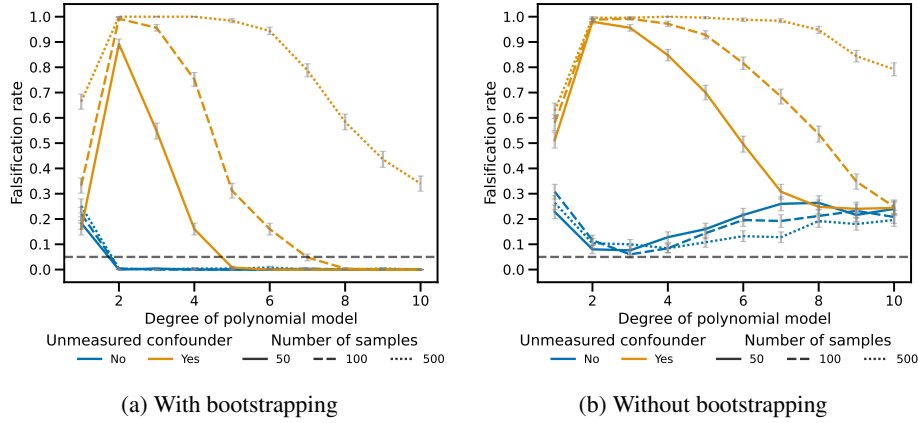 Falsification rate
1.0
0.9
0.8
0.7
0.6
0.5
0.4
0.3
0.2
0.1
0.0
2 4 6 8 10
Degree of polynomial model
Unmeasured confounder Number of samples
No Yes 50 100 500
(a) With bootstrapping
Falsification rate
1.0
0.9
0.8
0.7
0.6
0.5
0.4
0.3
0.2
0.1
0.0
2 4 6 8 10
Degree of polynomial model
Unmeasured confounder Number of samples
No Yes 50 100 500
(b) Without bootstrapping